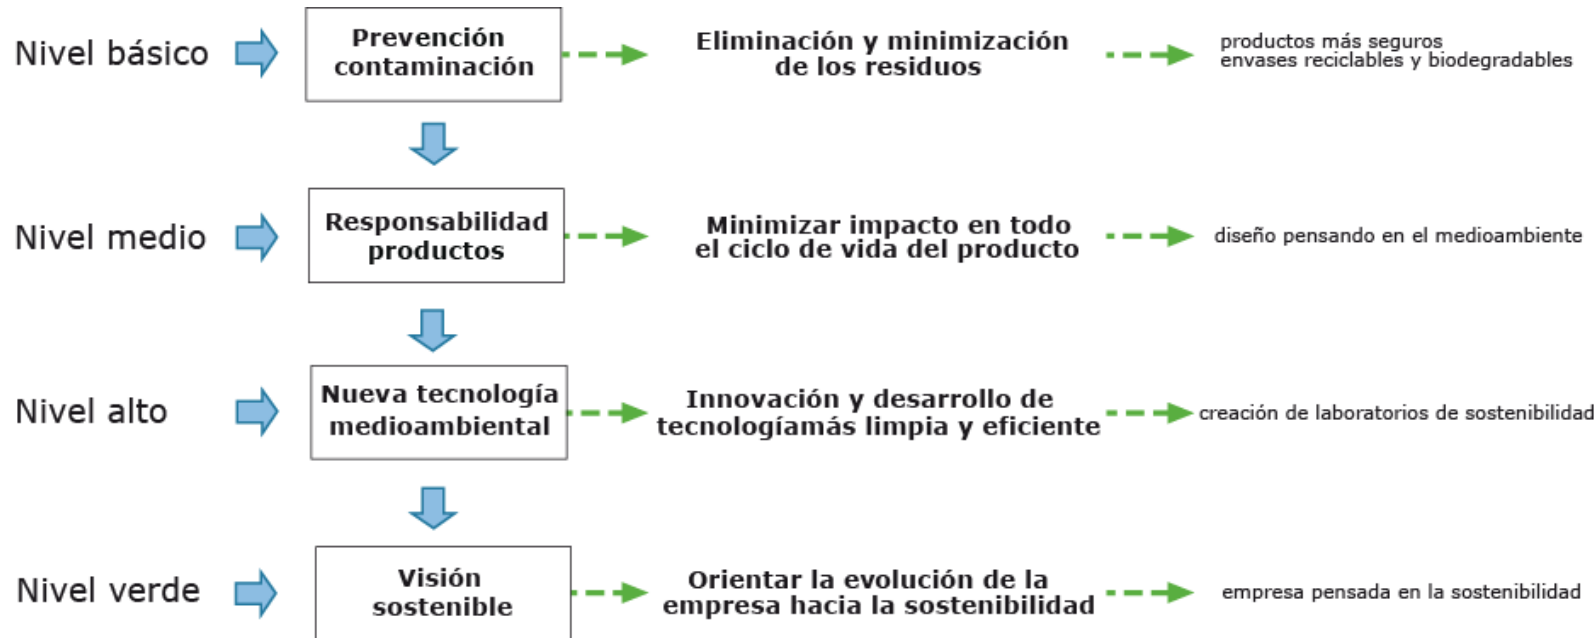 Nivel básico
Prevención
contaminación
Eliminación y minimización
de los residuos
productos más seguros
envases reciclables y biodegradables
Nivel medio
Responsabilidad
productos
Minimizar impacto en todo
el ciclo de vida del producto
diseño pensando en el medioambiente
Nivel alto
Nueva tecnología
medioambiental
Innovación y desarrollo de
tecnologíamás limpia y eficiente
creación de laboratorios de sostenibilidad
Nivel verde
Visión
sostenible
Orientar la evolución de la
empresa hacia la sostenibilidad
empresa pensada en la sostenibilidad